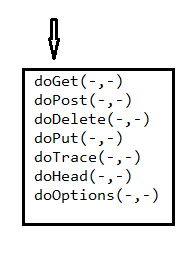 doGet(-,-)
doPost(-,-)
doDelete(-,-)
doPut(-,-)
doTrace(-,-)
doHead(-,-)
doOptions(-,-)